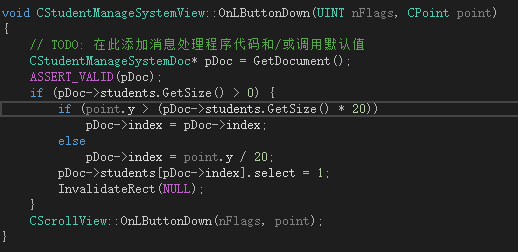 void CStudentManageSystemView::OnLButtonDown(UINT nFlags, CPoint point)
{
// TODO: 在此添加消息处理程序代码和/或调用默认值
CStudentManageSystemDoc* pDoc = GetDocument();
ASSERT_VALID(pDoc);
if (pDoc->students.GetSize() > 0) {
if (point.y > (pDoc->students.GetSize() * 20))
pDoc->index = pDoc->index;
else
pDoc->index = point.y / 20;
pDoc->students[pDoc->index].select = 1;
InvalidateRect(NULL);
}
CScrollView::OnLButtonDown(nFlags, point);
}